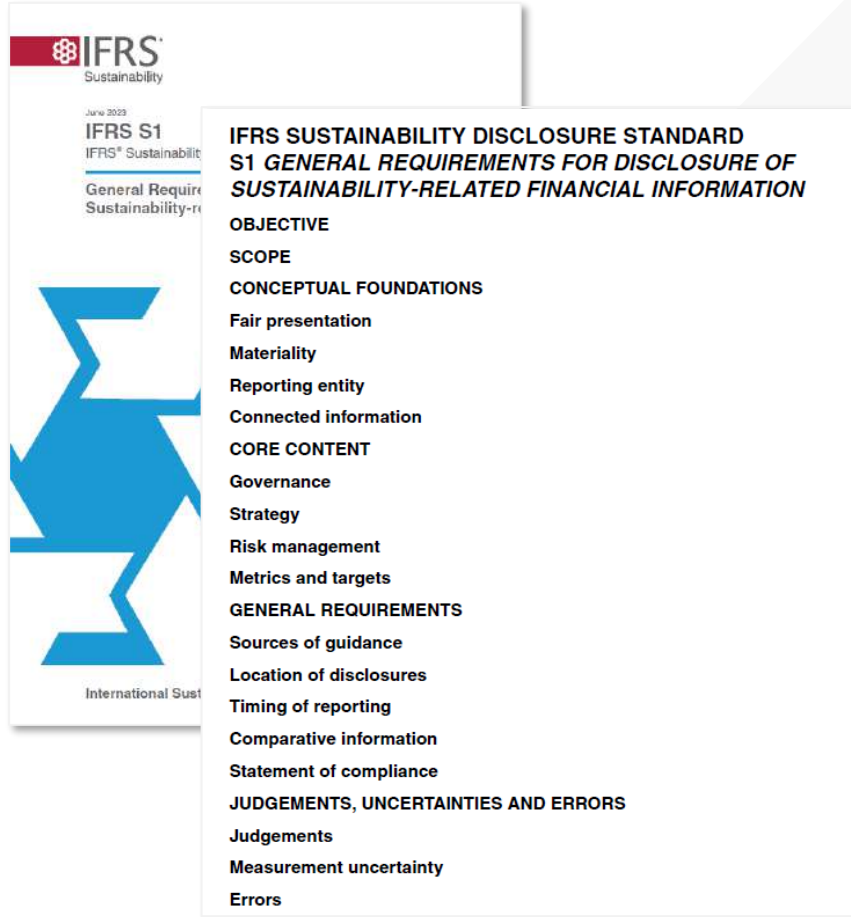 IFRS
Sustainability
June 2023
IFRS S1
IFRS® Sustainability
General Require
Sustainability-re
International Sust
IFRS SUSTAINABILITY DISCLOSURE STANDARD
S1 GENERAL REQUIREMENTS FOR DISCLOSURE OF
SUSTAINABILITY-RELATED FINANCIAL INFORMATION
OBJECTIVE
SCOPE
CONCEPTUAL FOUNDATIONS
Fair presentation
Materiality
Reporting entity
Connected information
CORE CONTENT
Governance
Strategy
Risk management
Metrics and targets
GENERAL REQUIREMENTS
Sources of guidance
Location of disclosures
Timing of reporting
Comparative information
Statement of compliance
JUDGEMENTS, UNCERTAINTIES AND ERRORS
Judgements
Measurement uncertainty
Errors